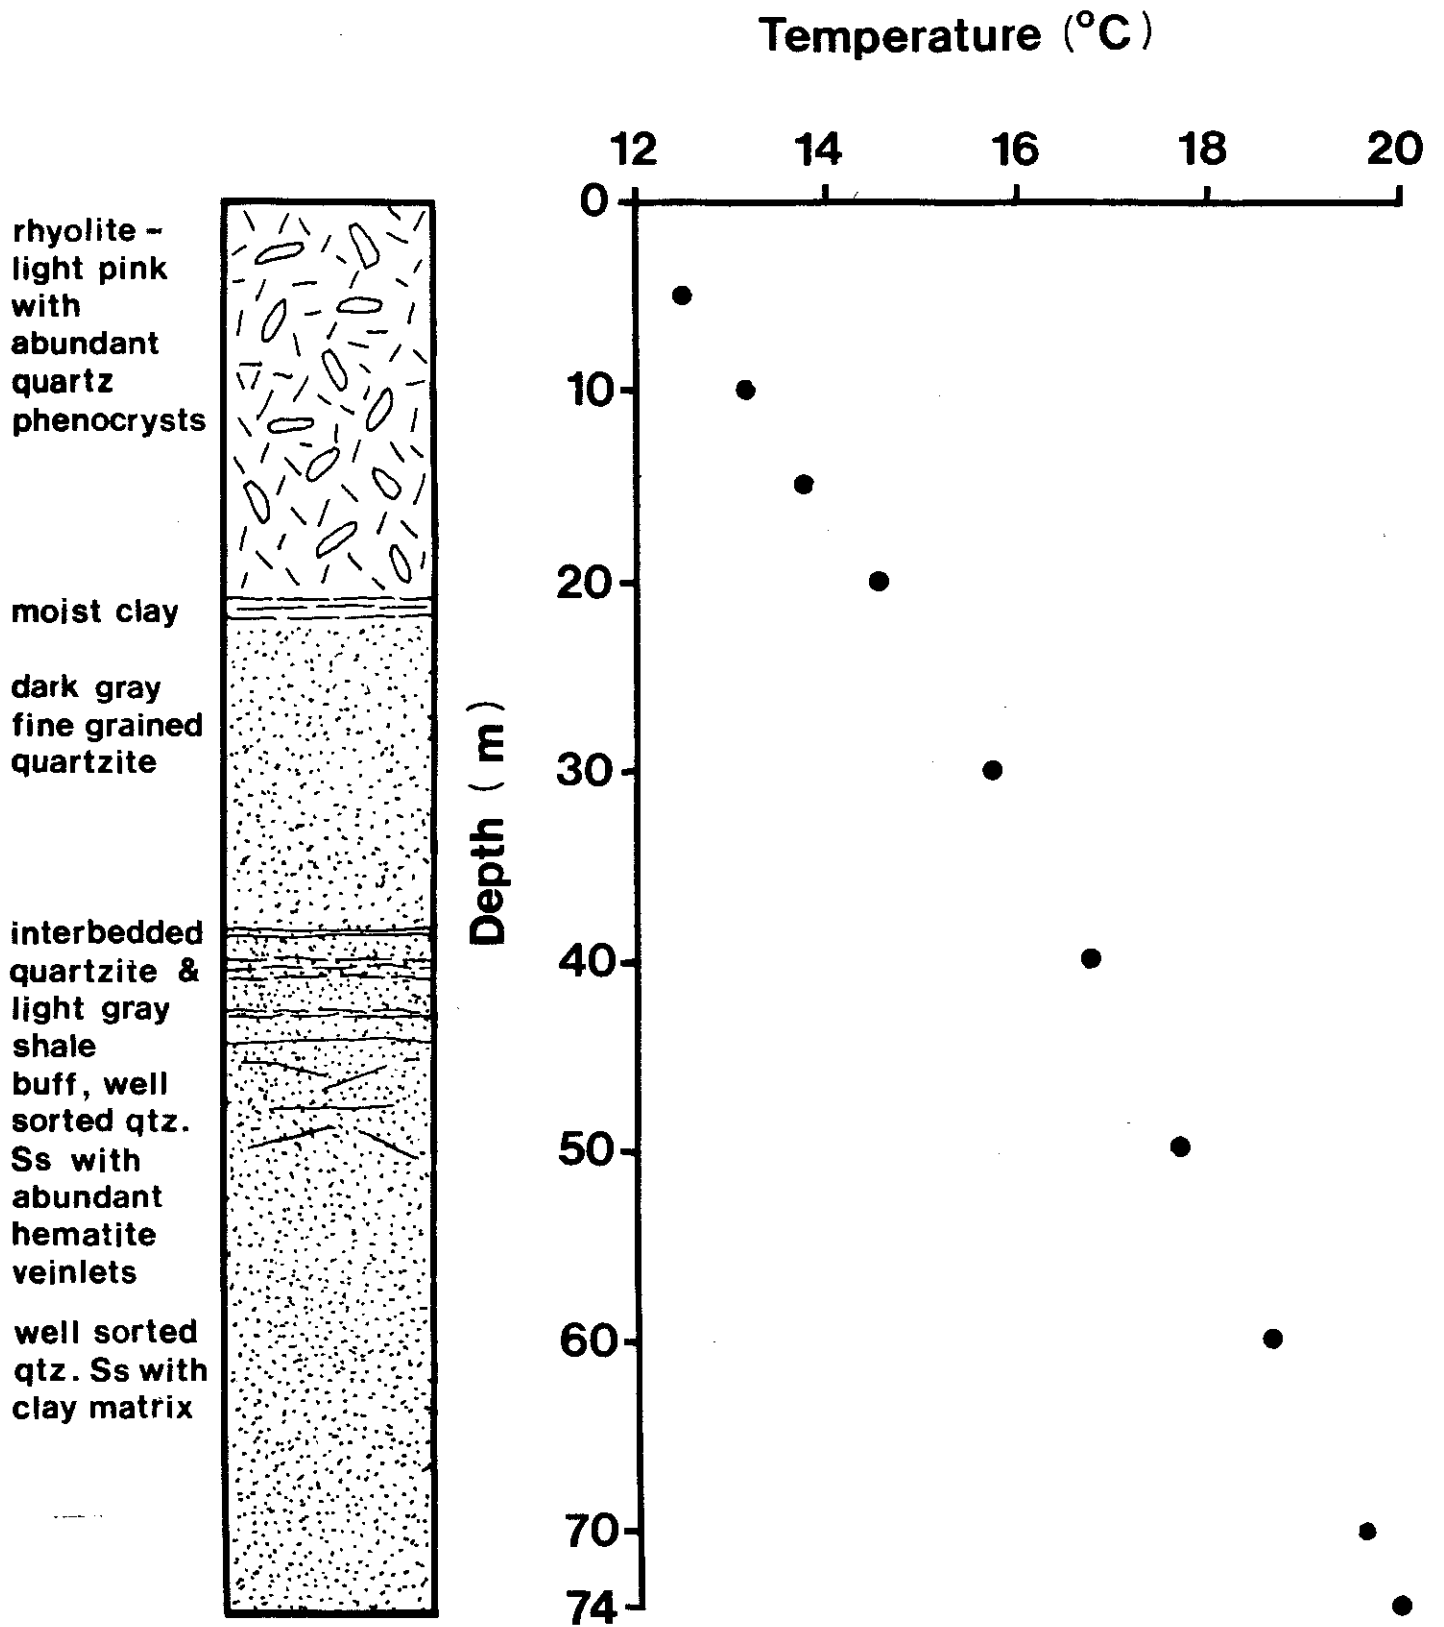 Temperature (°C)
12 14 16 18 20
0
10
20
30
40
50
60
70
74
Depth (m)
rhyolite -
light pink
with
abundant
quartz
phenocrysts
moist clay
dark gray
fine grained
quartzite
interbedded
quartzite &
light gray
shale
buff, well
sorted qtz.
Ss with
abundant
hematite
veinlets
well sorted
qtz. Ss with
clay matrix